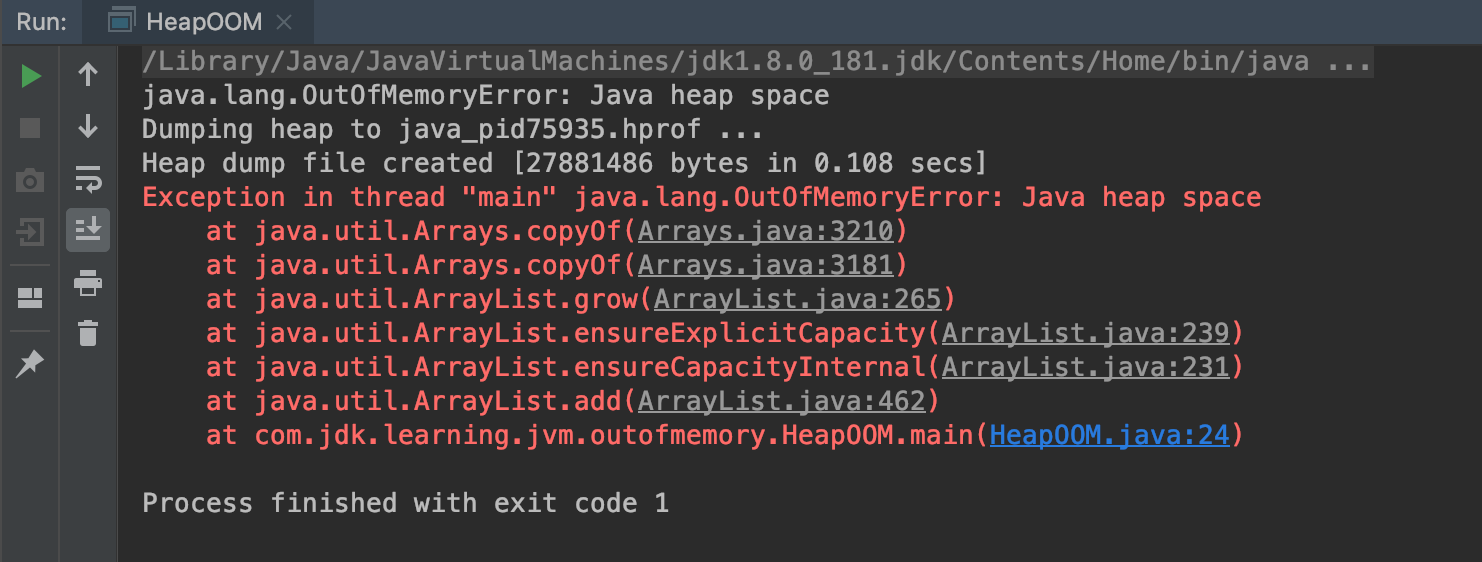 Run: HeapOOM
/Library/Java/JavaVirtualMachines/jdk1.8.0_181.jdk/Contents/Home/bin/java ...
java.lang.OutOfMemoryError: Java heap space
Dumping heap to java_pid75935.hprof ...
Heap dump file created [27881486 bytes in 0.108 secs]
Exception in thread "main" java.lang.OutOfMemoryError: Java heap space
    at java.util.Arrays.copyOf(Arrays.java:3210)
    at java.util.Arrays.copyOf(Arrays.java:3181)
    at java.util.ArrayList.grow(ArrayList.java:265)
    at java.util.ArrayList.ensureExplicitCapacity(ArrayList.java:239)
    at java.util.ArrayList.ensureCapacityInternal(ArrayList.java:231)
    at java.util.ArrayList.add(ArrayList.java:462)
    at com.jdk.learning.jvm.outofmemory.HeapOOM.main(HeapOOM.java:24)
Process finished with exit code 1